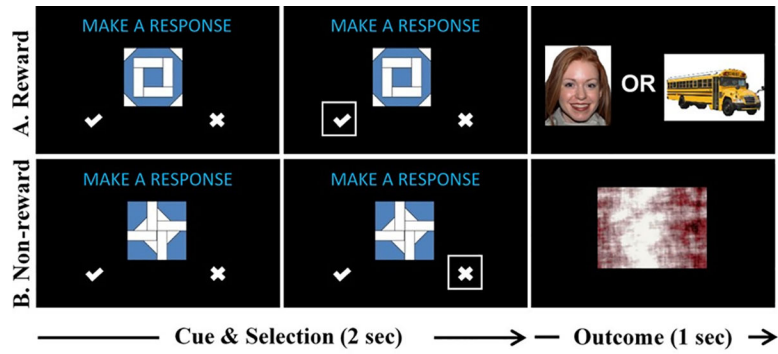 A. Reward
MAKE A RESPONSE
MAKE A RESPONSE
OR
B. Non-reward
MAKE A RESPONSE
MAKE A RESPONSE
Cue & Selection (2 sec)
Outcome (1 sec)